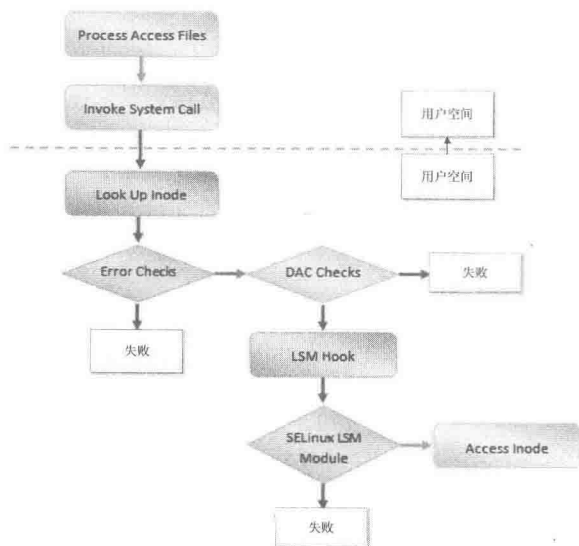 Process Access Files
Invoke System Call
用户空间
用户空间
Look Up Inode
Error Checks
DAC Checks
失败
失败
LSM Hook
SELinux LSM
Module
Access Inode
失败